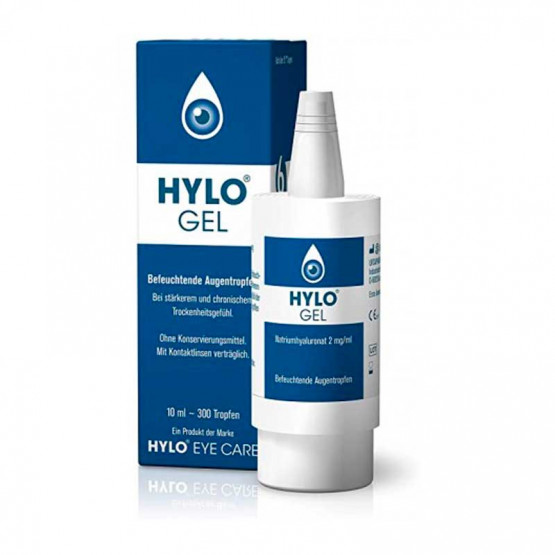 HYLO®
GEL
Befeuchtende Augentropfe
Bei stärkerem und chronischem
Trockenheitsgefühl.
Ohne Konservierungsmittel.
Mit Kontaktlinsen verträglich.
10 ml ~ 300 Tropfen
Ein Produkt der Marke
HYLO® EYE CARE
HYLO®
GEL
Natriumhyaluronat 2 mg/ml
Befeuchtende Augentropfen